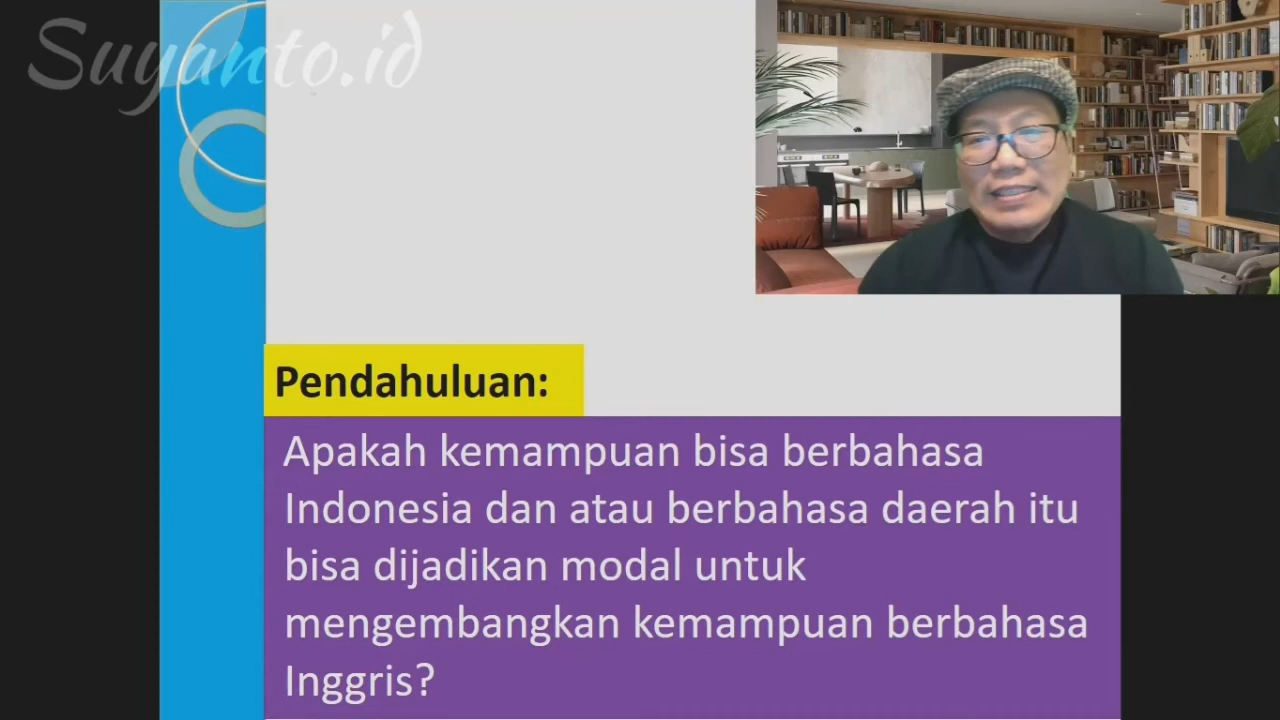 Suyanto.id
Pendahuluan:
Apakah kemampuan bisa berbahasa
Indonesia dan atau berbahasa daerah itu
bisa dijadikan modal untuk
mengembangkan kemampuan berbahasa
Inggris?